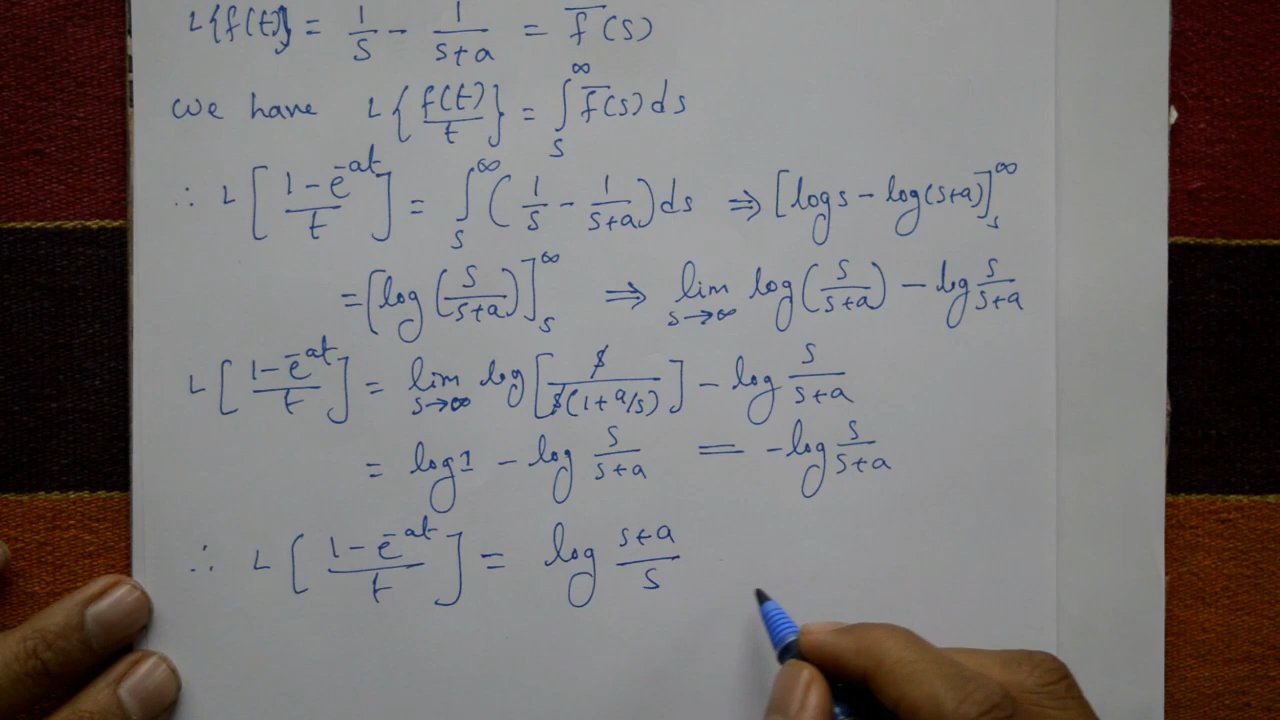 L{f(t)} = 1/s - 1/(s+a) = f̅(s)
We have L{f(t)/t} = ∫_s^∞ f̅(s) ds
∴ L[(1-e^{-at})/t] = ∫_s^∞ (1/s - 1/(s+a)) ds ⇒ [log s - log(s+a)]_s^∞
= [log(s/(s+a))]_s^∞ ⇒ lim_{s→∞} log(s/(s+a)) - log s/(s+a)
L[(1-e^{-at})/t] = lim_{s→∞} log[s/(s(1+a/s))] - log s/(s+a)
= log 1 - log s/(s+a) = -log s/(s+a)
∴ L[(1-e^{-at})/t] = log (s+a)/s